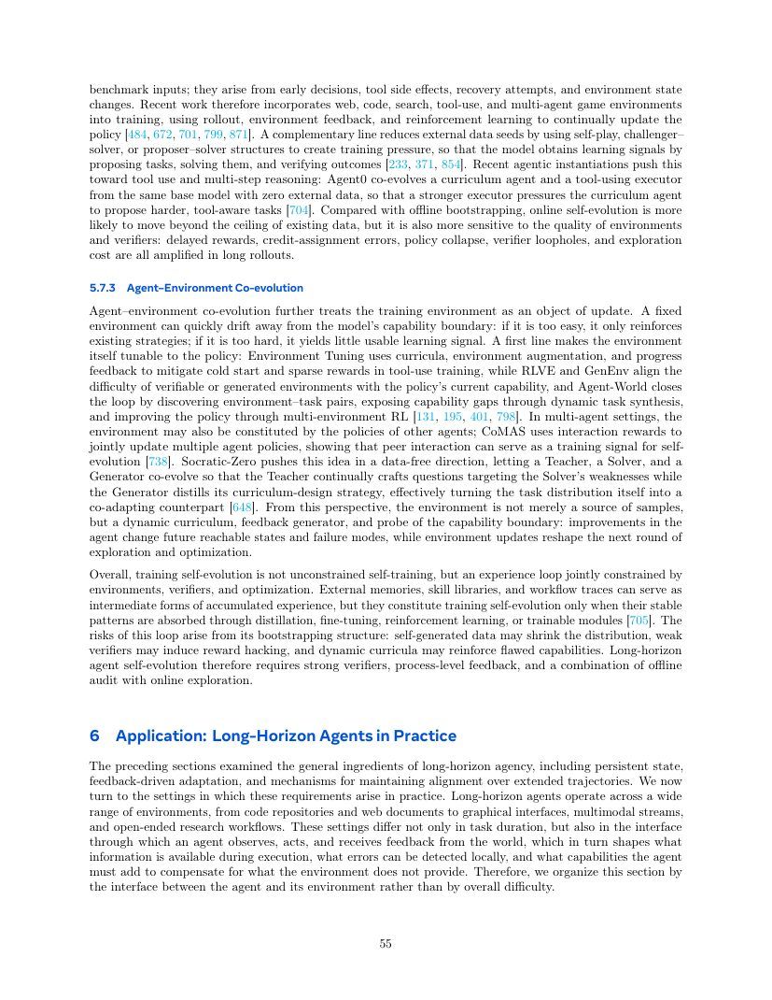 benchmark inputs; they arise from early decisions, tool side effects, recovery attempts, and environment state
changes. Recent work therefore incorporates web, code, search, tool-use, and multi-agent game environments
into training, using rollout, environment feedback, and reinforcement learning to continually update the
policy [484, 672, 701, 799, 871]. A complementary line reduces external data seeds by using self-play, challenger–
solver, or proposer–solver structures to create training pressure, so that the model obtains learning signals by
proposing tasks, solving them, and verifying outcomes [233, 371, 854]. Recent agentic instantiations push this
toward tool use and multi-step reasoning: Agent0 co-evolves a curriculum agent and a tool-using executor
from the same base model with zero external data, so that a stronger executor pressures the curriculum agent
to propose harder, tool-aware tasks [704]. Compared with offline bootstrapping, online self-evolution is more
likely to move beyond the ceiling of existing data, but it is also more sensitive to the quality of environments
and verifiers: delayed rewards, credit-assignment errors, policy collapse, verifier loopholes, and exploration
cost are all amplified in long rollouts.
5.7.3 Agent–Environment Co-evolution
Agent–environment co-evolution further treats the training environment as an object of update. A fixed
environment can quickly drift away from the model's capability boundary: if it is too easy, it only reinforces
existing strategies; if it is too hard, it yields little usable learning signal. A first line makes the environment
itself tunable to the policy: Environment Tuning uses curricula, environment augmentation, and progress
feedback to mitigate cold start and sparse rewards in tool-use training, while RLVE and GenEnv align the
difficulty of verifiable or generated environments with the policy's current capability, and Agent-World closes
the loop by discovering environment–task pairs, exposing capability gaps through dynamic task synthesis,
and improving the policy through multi-environment RL [131, 195, 401, 798]. In multi-agent settings, the
environment may also be constituted by the policies of other agents; CoMAS uses interaction rewards to
jointly update multiple agent policies, showing that peer interaction can serve as a training signal for self-
evolution [738]. Socratic-Zero pushes this idea in a data-free direction, letting a Teacher, a Solver, and a
Generator co-evolve so that the Teacher continually crafts questions targeting the Solver's weaknesses while
the Generator distills its curriculum-design strategy, effectively turning the task distribution itself into a
co-adapting counterpart [648]. From this perspective, the environment is not merely a source of samples,
but a dynamic curriculum, feedback generator, and probe of the capability boundary: improvements in the
agent change future reachable states and failure modes, while environment updates reshape the next round of
exploration and optimization.
Overall, training self-evolution is not unconstrained self-training, but an experience loop jointly constrained by
environments, verifiers, and optimization. External memories, skill libraries, and workflow traces can serve as
intermediate forms of accumulated experience, but they constitute training self-evolution only when their stable
patterns are absorbed through distillation, fine-tuning, reinforcement learning, or trainable modules [705]. The
risks of this loop arise from its bootstrapping structure: self-generated data may shrink the distribution, weak
verifiers may induce reward hacking, and dynamic curricula may reinforce flawed capabilities. Long-horizon
agent self-evolution therefore requires strong verifiers, process-level feedback, and a combination of offline
audit with online exploration.
6 Application: Long-Horizon Agents in Practice
The preceding sections examined the general ingredients of long-horizon agency, including persistent state,
feedback-driven adaptation, and mechanisms for maintaining alignment over extended trajectories. We now
turn to the settings in which these requirements arise in practice. Long-horizon agents operate across a wide
range of environments, from code repositories and web documents to graphical interfaces, multimodal streams,
and open-ended research workflows. These settings differ not only in task duration, but also in the interface
through which an agent observes, acts, and receives feedback from the world, which in turn shapes what
information is available during execution, what errors can be detected locally, and what capabilities the agent
must add to compensate for what the environment does not provide. Therefore, we organize this section by
the interface between the agent and its environment rather than by overall difficulty.
55